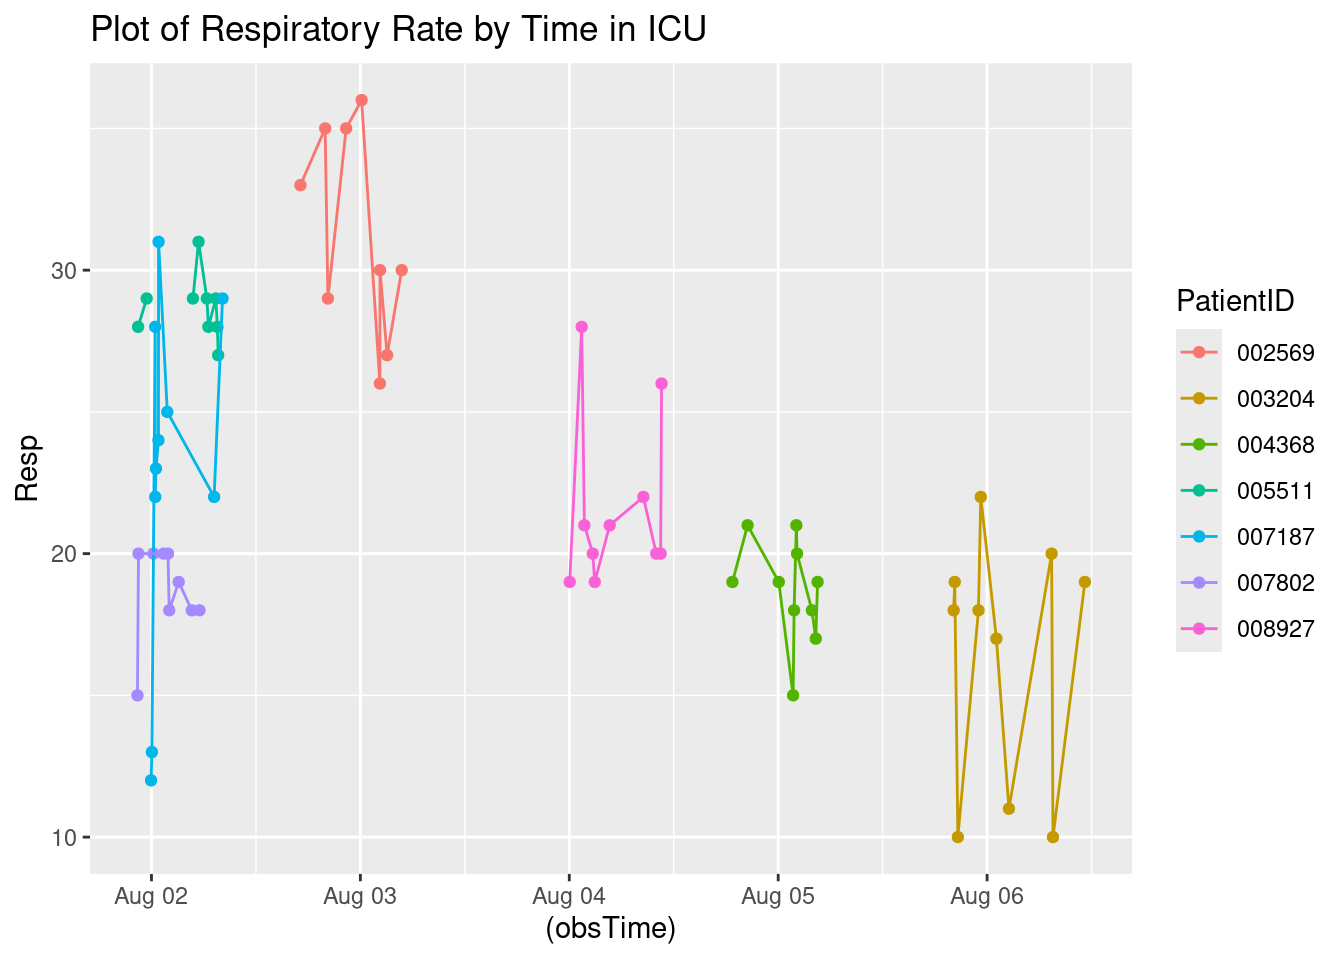 Plot of Respiratory Rate by Time in ICU
Resp
30
20
10
Aug 02
Aug 03
Aug 04
Aug 05
Aug 06
(obsTime)
PatientID
002569
003204
004368
005511
007187
007802
008927